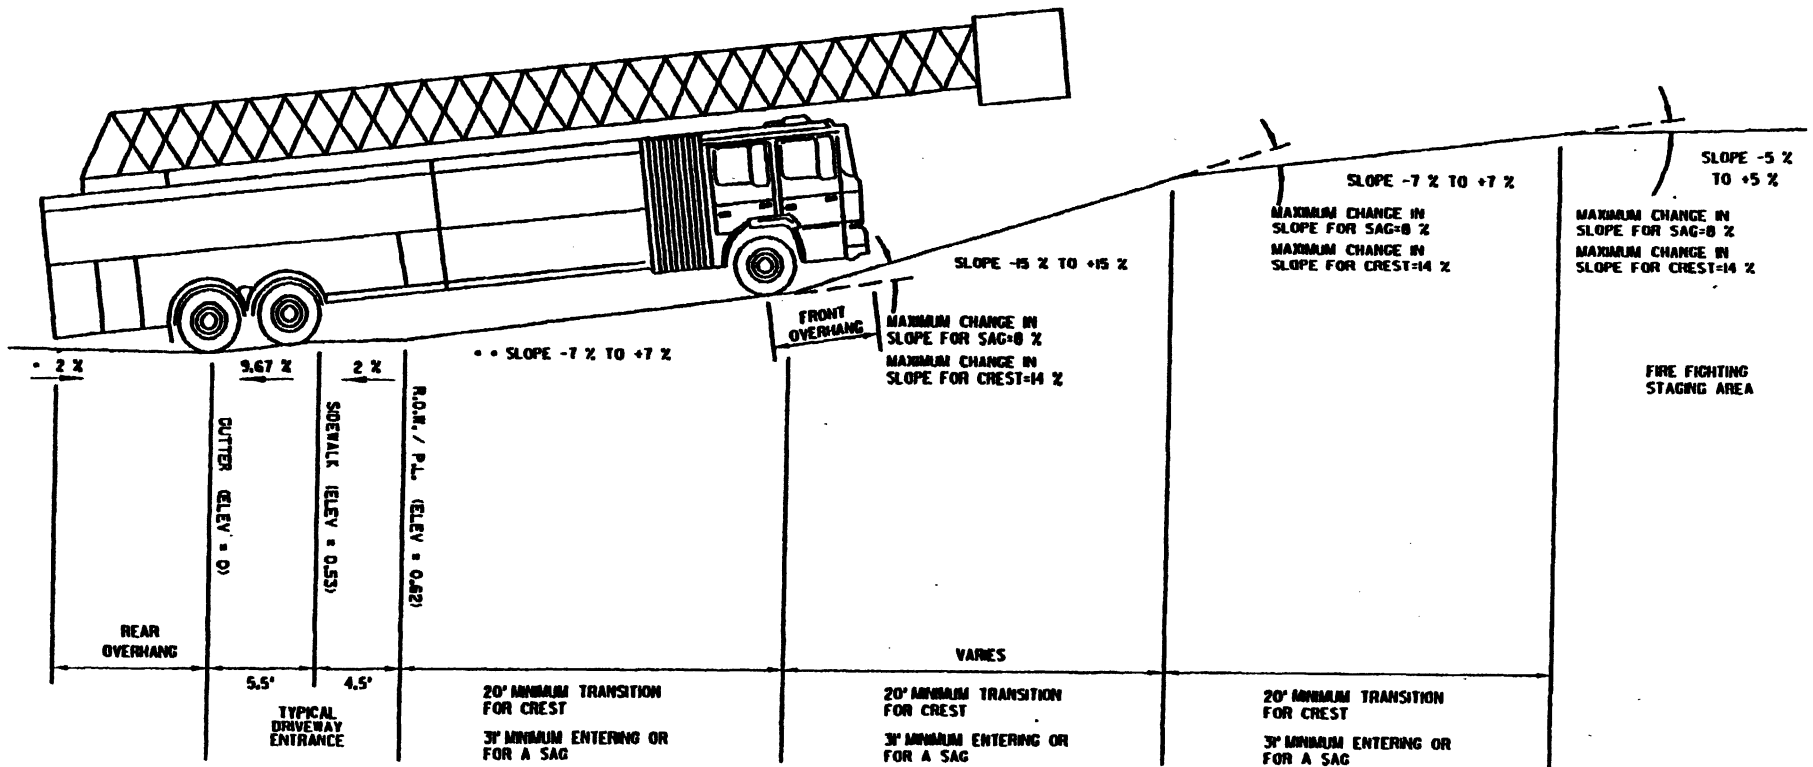 SLOPE -5 %
TO +5 %
SLOPE -7 % TO +7 %
MAXIMUM CHANGE IN
SLOPE FOR SAG=8 %
MAXIMUM CHANGE IN
SLOPE FOR CREST=14 %
MAXIMUM CHANGE IN
SLOPE FOR SAG=8 %
MAXIMUM CHANGE IN
SLOPE FOR CREST=14 %
SLOPE -15 % TO +15 %
FRONT
OVERHANG
MAXIMUM CHANGE IN
SLOPE FOR SAG=8 %
MAXIMUM CHANGE IN
SLOPE FOR CREST=14 %
• 2 %
9.67 %
2 %
• • SLOPE -7 % TO +7 %
FIRE FIGHTING
STAGING AREA
GUTTER (ELEV = 0)
SIDEWALK (ELEV = 0.53)
R.O.W. / P.L. (ELEV = 0.62)
REAR
OVERHANG
VARIES
5.5'
4.5'
TYPICAL
DRIVEWAY
ENTRANCE
20' MINIMUM TRANSITION
FOR CREST
31' MINIMUM ENTERING OR
FOR A SAG
20' MINIMUM TRANSITION
FOR CREST
31' MINIMUM ENTERING OR
FOR A SAG
20' MINIMUM TRANSITION
FOR CREST
31' MINIMUM ENTERING OR
FOR A SAG